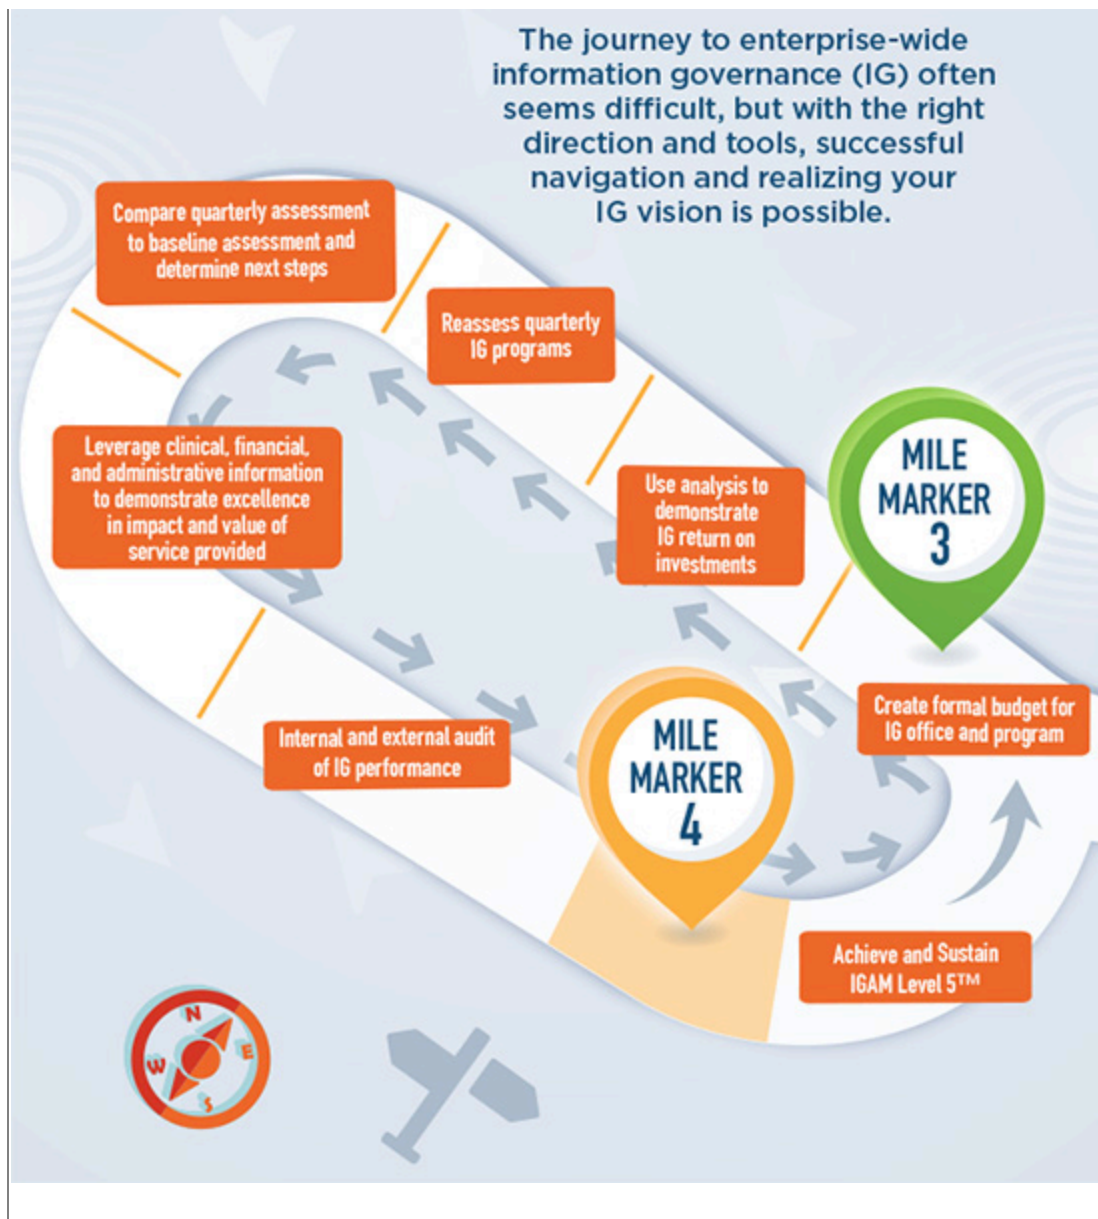 The journey to enterprise-wide
information governance (IG) often
seems difficult, but with the right
direction and tools, successful
navigation and realizing your
IG vision is possible.
Compare quarterly assessment
to baseline assessment and
determine next steps
Reassess quarterly
IG programs
Leverage clinical, financial,
and administrative information
to demonstrate excellence
in impact and value of
service provided
Use analysis to
demonstrate
IG return on
investments
MILE
MARKER
3
Create formal budget for
IG office and program
Internal and external audit
of IG performance
MILE
MARKER
4
Achieve and Sustain
IGAM Level 5™
N
E
W
S